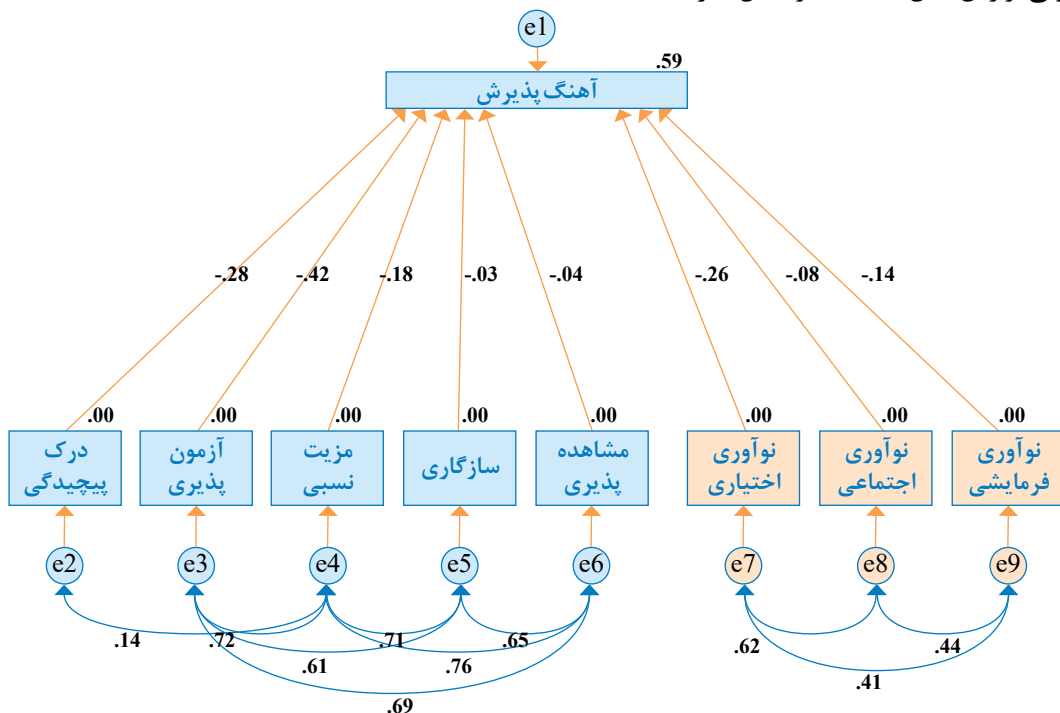 e1
.59
آهنگ پذیرش
-.28
-.42
-.18
-.03
-.04
-.26
-.08
-.14
.00
.00
.00
.00
.00
.00
.00
.00
درک
پیچیدگی
آزمون
پذیری
مزیت
نسبی
سازگاری
مشاهده
پذیری
نوآوری
اختیاری
نوآوری
اجتماعی
نوآوری
فرمایشی
e2
e3
e4
e5
e6
e7
e8
e9
.14
.72
.71
.65
.62
.44
.61
.76
.41
.69